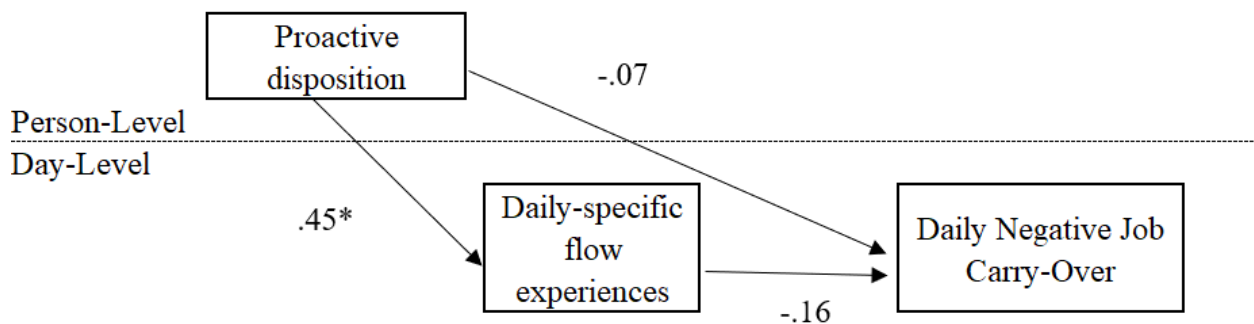 Proactive
disposition
-.07
Person-Level
Day-Level
.45*
Daily-specific
flow
experiences
Daily Negative Job
Carry-Over
-.16